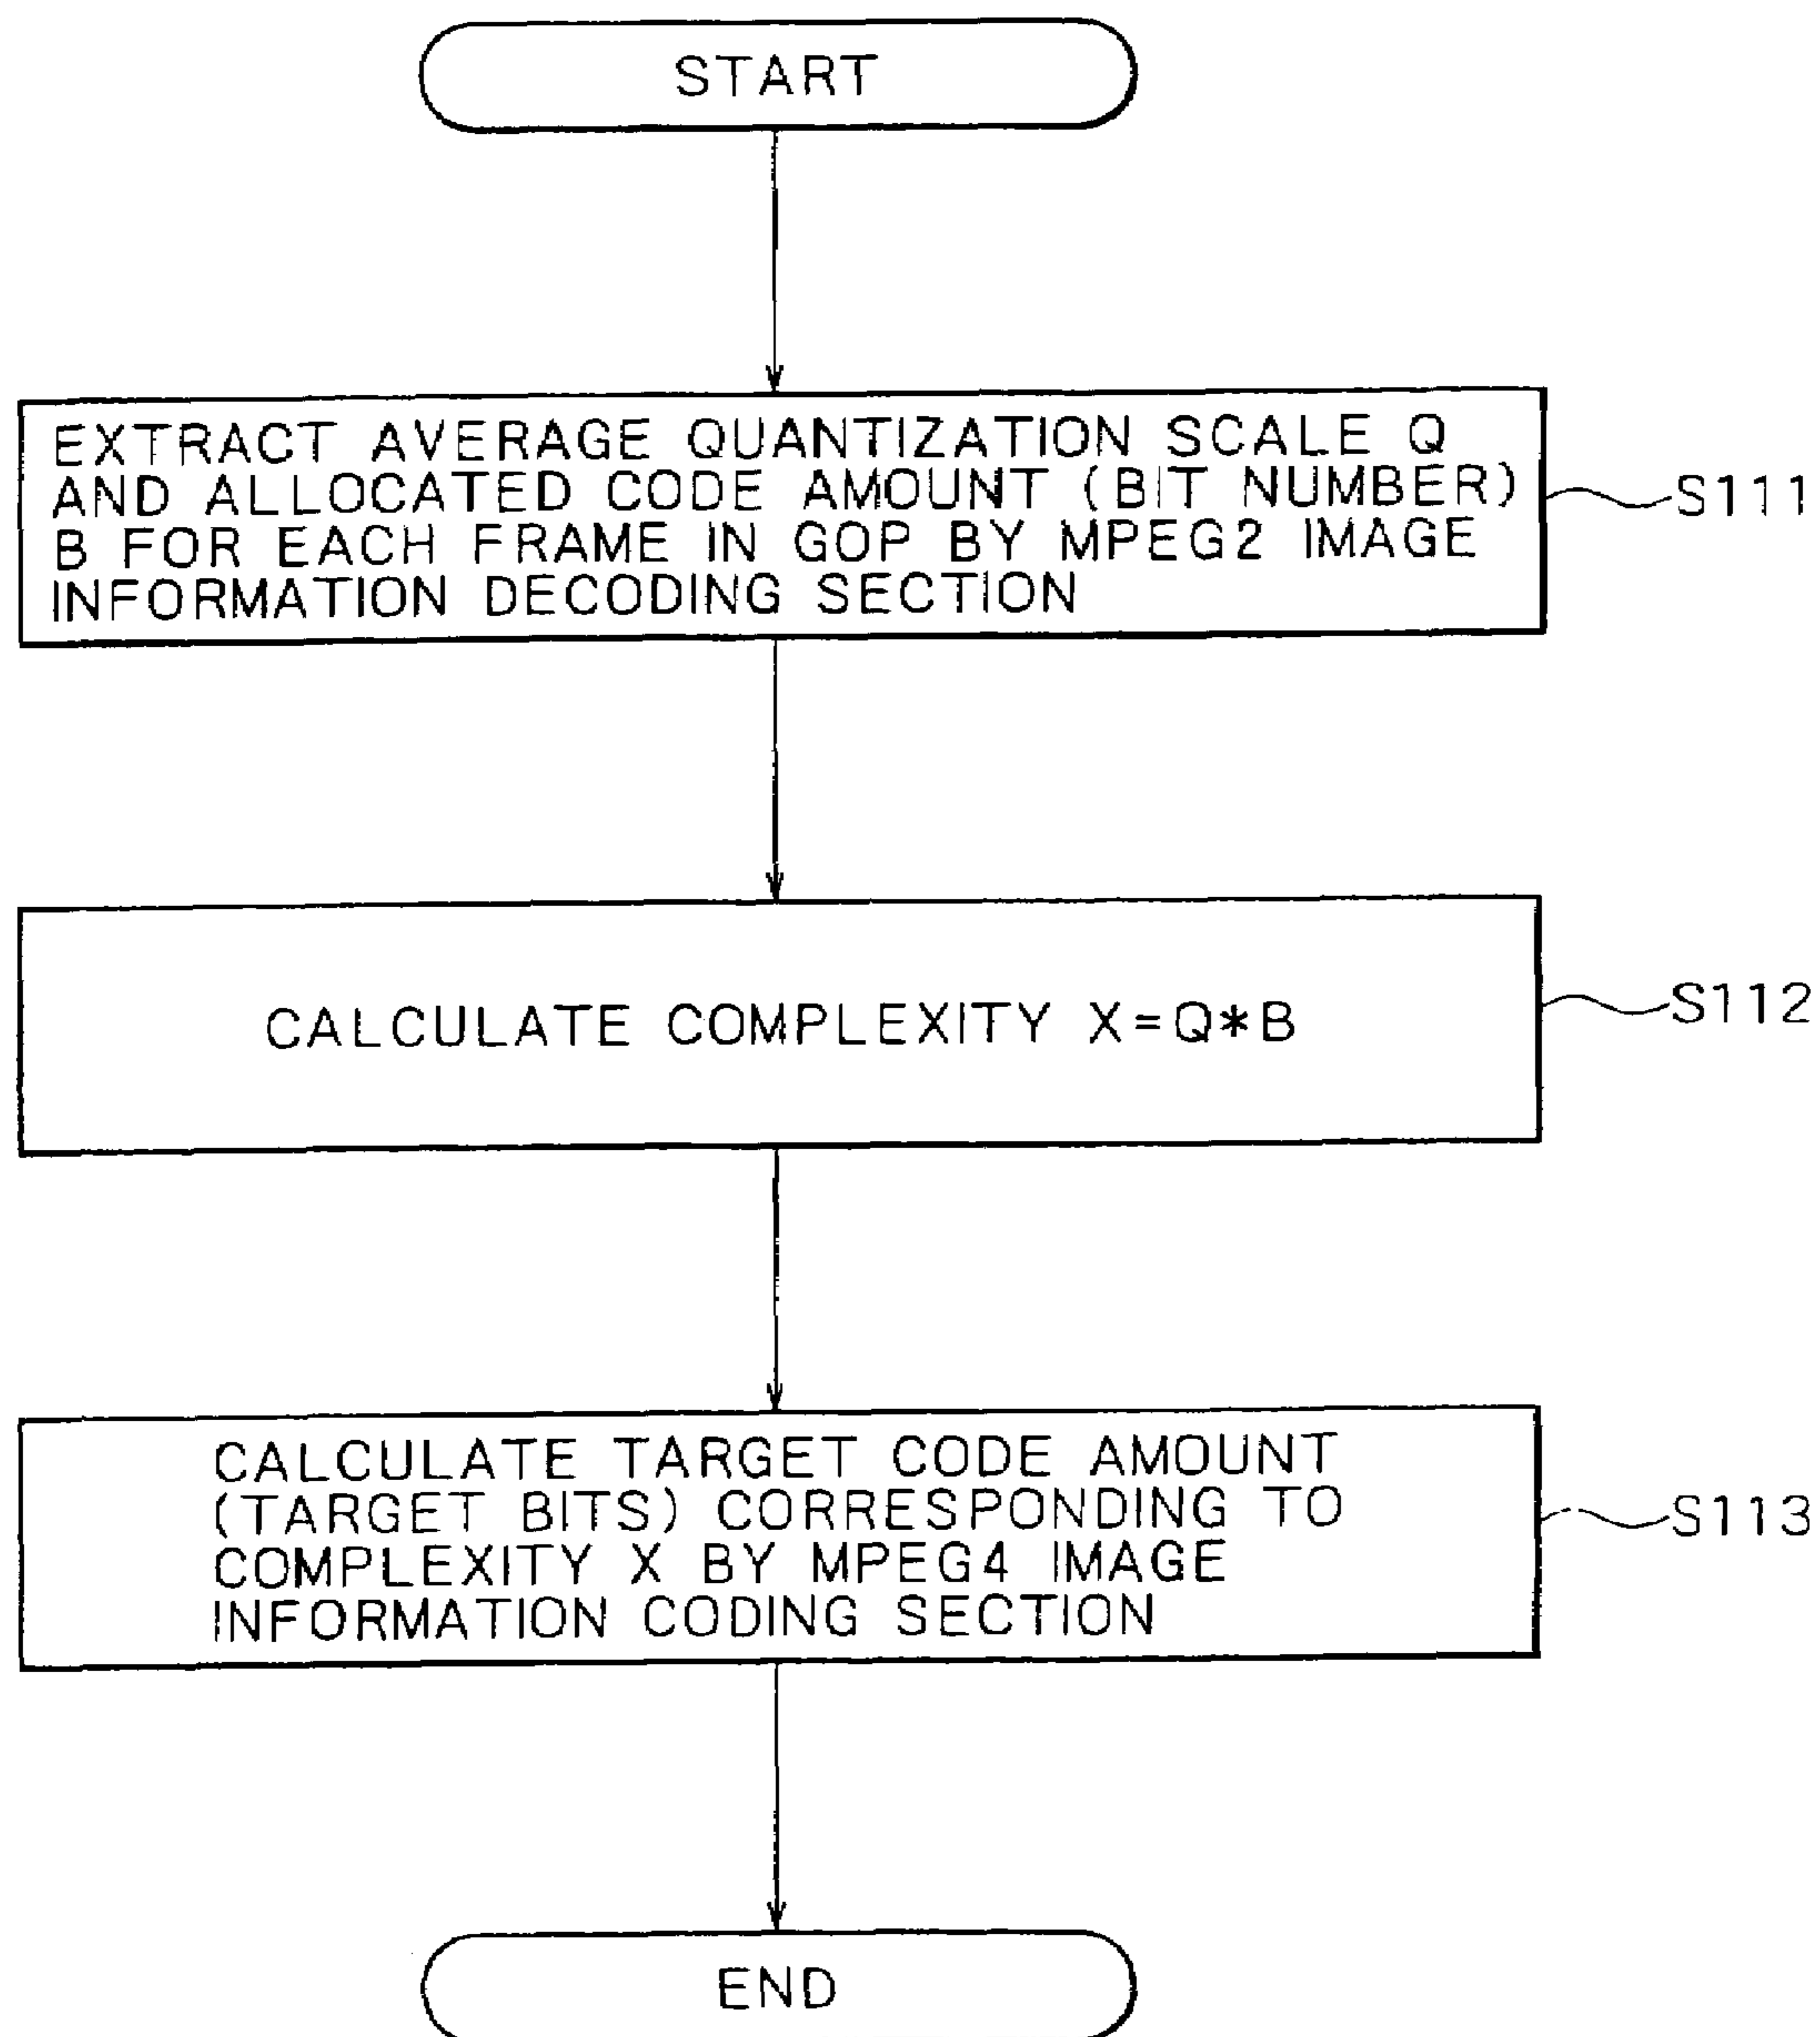 START
EXTRACT AVERAGE QUANTIZATION SCALE Q
AND ALLOCATED CODE AMOUNT (BIT NUMBER)
B FOR EACH FRAME IN GOP BY MPEG2 IMAGE
INFORMATION DECODING SECTION
S111
CALCULATE COMPLEXITY X=Q*B
S112
CALCULATE TARGET CODE AMOUNT
(TARGET BITS) CORRESPONDING TO
COMPLEXITY X BY MPEG4 IMAGE
INFORMATION CODING SECTION
S113
END